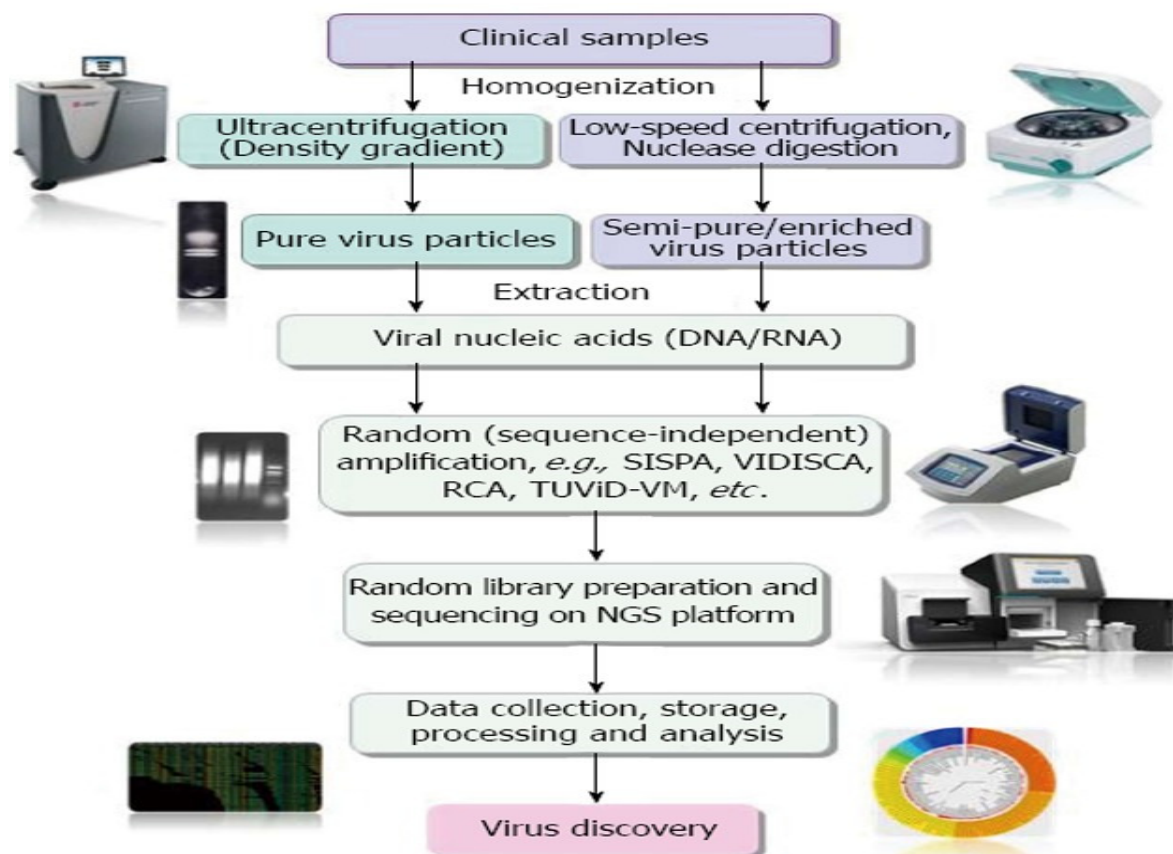 Clinical samples
Homogenization
Ultracentrifugation
(Density gradient)
Low-speed centrifugation,
Nuclease digestion
Pure virus particles
Semi-pure/enriched
virus particles
Extraction
Viral nucleic acids (DNA/RNA)
Random (sequence-independent)
amplification, e.g., SISPA, VIDISCA,
RCA, TUViD-VM, etc.
Random library preparation and
sequencing on NGS platform
Data collection, storage,
processing and analysis
Virus discovery